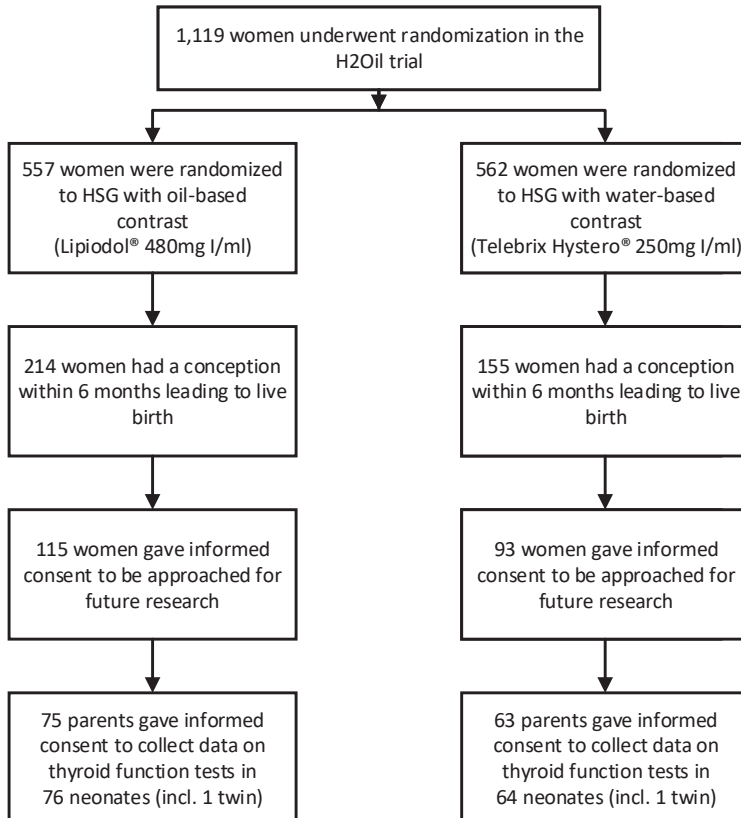 1,119 women underwent randomization in the
H2Oil trial
557 women were randomized
to HSG with oil-based
contrast
(Lipiodol® 480mg I/ml)
562 women were randomized
to HSG with water-based
contrast
(Telebrix Hystero® 250mg I/ml)
214 women had a conception
within 6 months leading to live
birth
155 women had a conception
within 6 months leading to live
birth
115 women gave informed
consent to be approached for
future research
93 women gave informed
consent to be approached for
future research
75 parents gave informed
consent to collect data on
thyroid function tests in
76 neonates (incl. 1 twin)
63 parents gave informed
consent to collect data on
thyroid function tests in
64 neonates (incl. 1 twin)